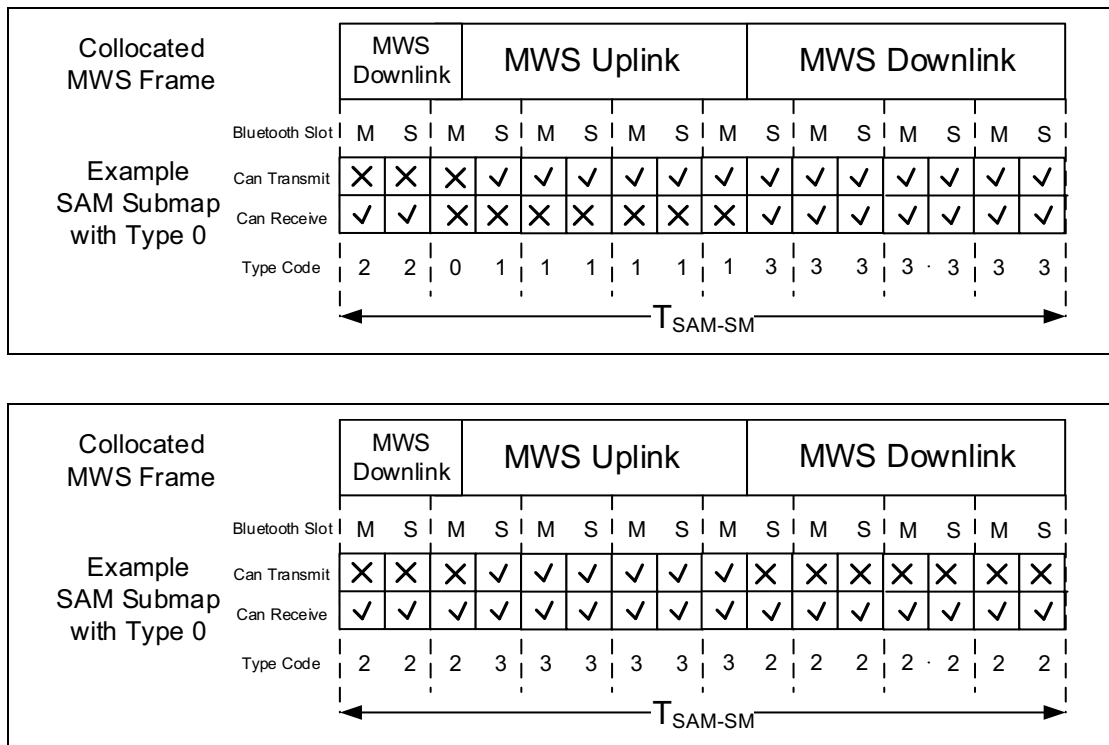 Collocated
MWS Frame
MWS
Downlink
MWS Uplink
MWS Downlink
Bluetooth Slot M S M S M S M S M S M S M S M S
Example
SAM Submap
with Type 0
Can Transmit
Can Receive
Type Code 2 2 0 1 1 1 1 1 1 3 3 3 3 · 3 3 3
TSAM-SM
Collocated
MWS Frame
MWS
Downlink
MWS Uplink
MWS Downlink
Bluetooth Slot M S M S M S M S M S M S M S M S
Example
SAM Submap
with Type 0
Can Transmit
Can Receive
Type Code 2 2 2 3 3 3 3 3 3 2 2 2 2 · 2 2 2
TSAM-SM